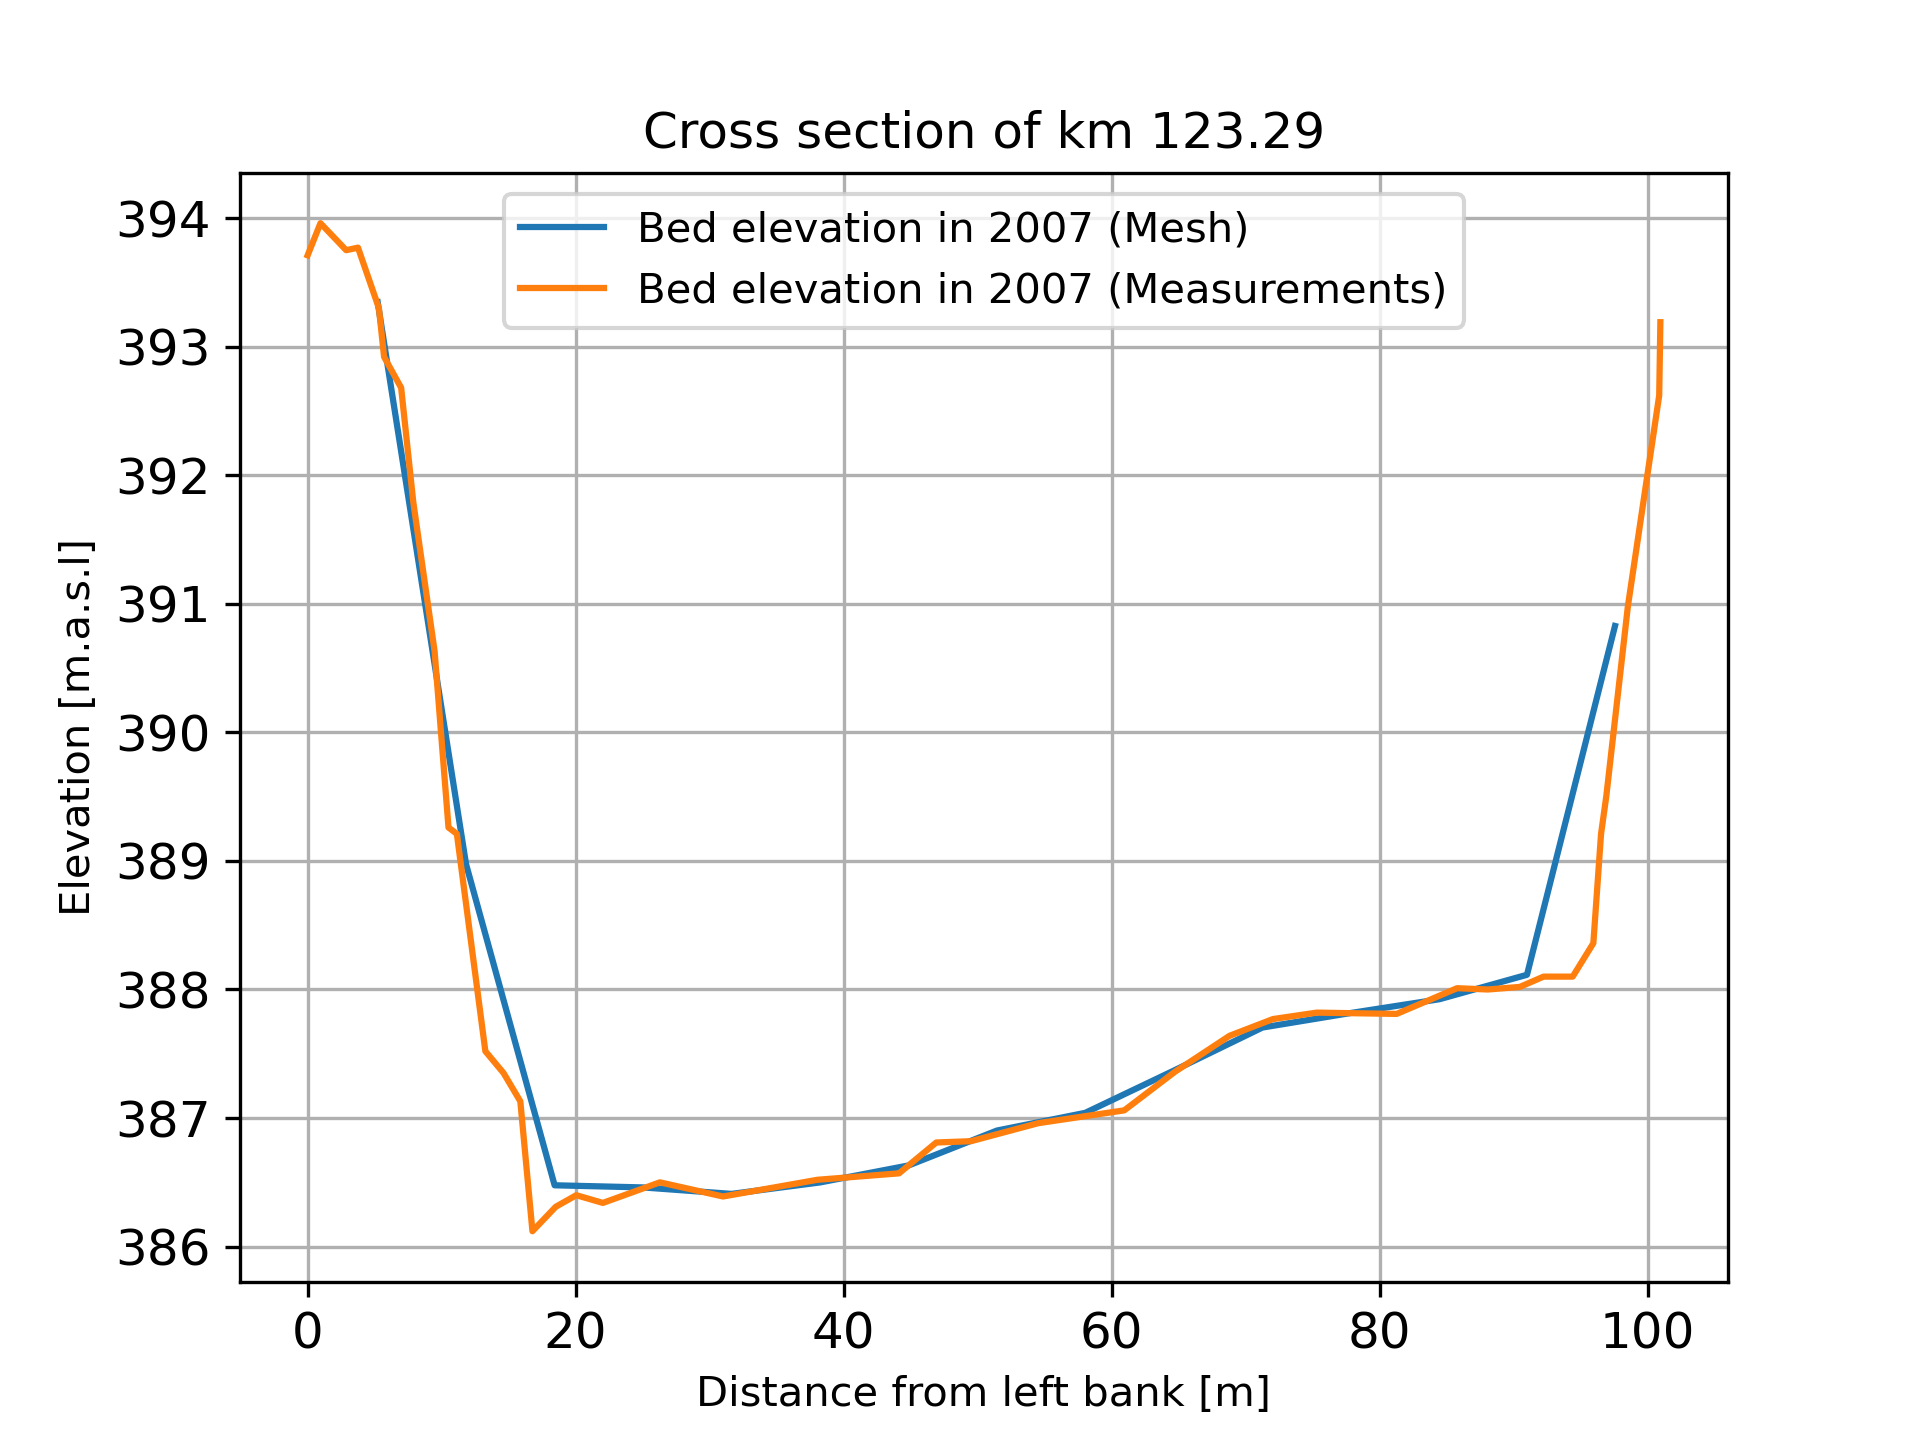 Cross section of km 123.29
Bed elevation in 2007 (Mesh)
Bed elevation in 2007 (Measurements)
Elevation [m.a.s.l]
394
393
392
391
390
389
388
387
386
0 20 40 60 80 100
Distance from left bank [m]